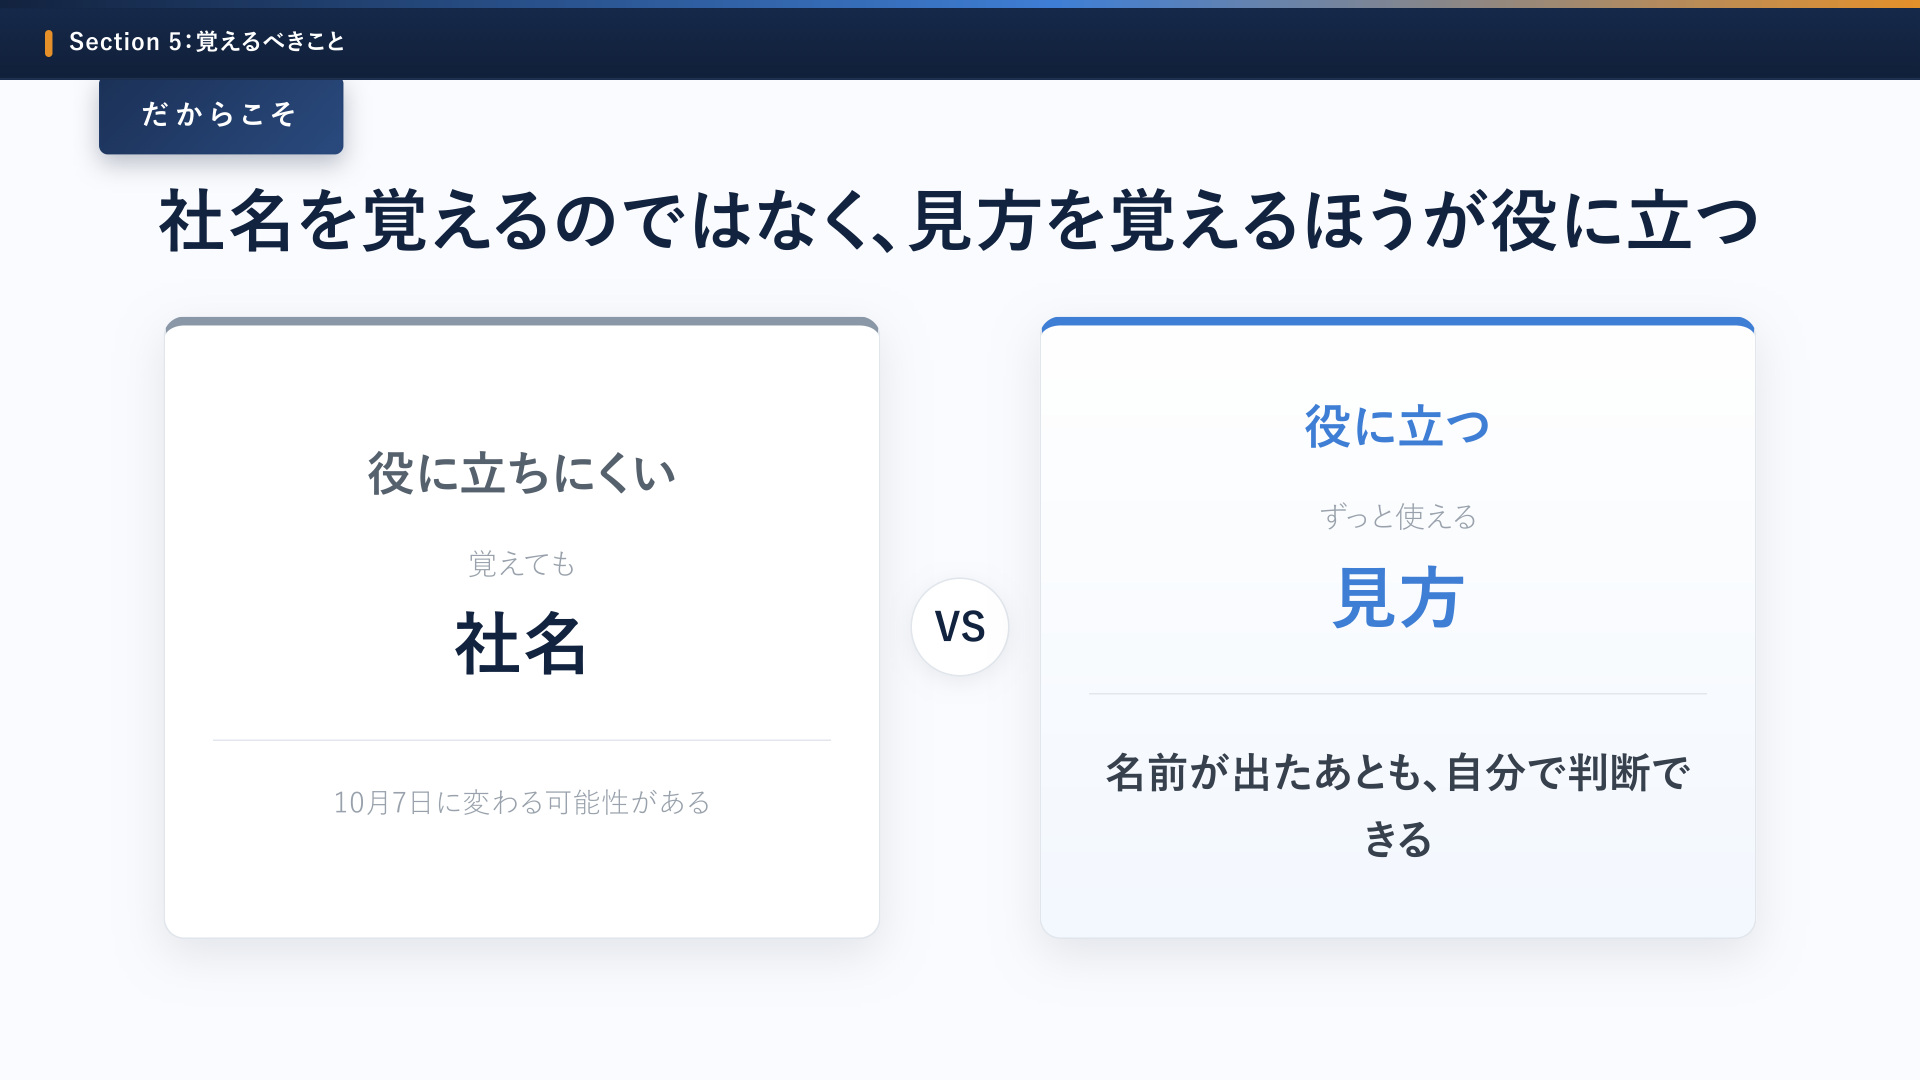 Section 5：覚えるべきこと
だからこそ
社名を覚えるのではなく、見方を覚えるほうが役に立つ
役に立ちにくい
覚えても
社名
10月7日に変わる可能性がある
VS
役に立つ
ずっと使える
見方
名前が出たあとも、自分で判断で
きる